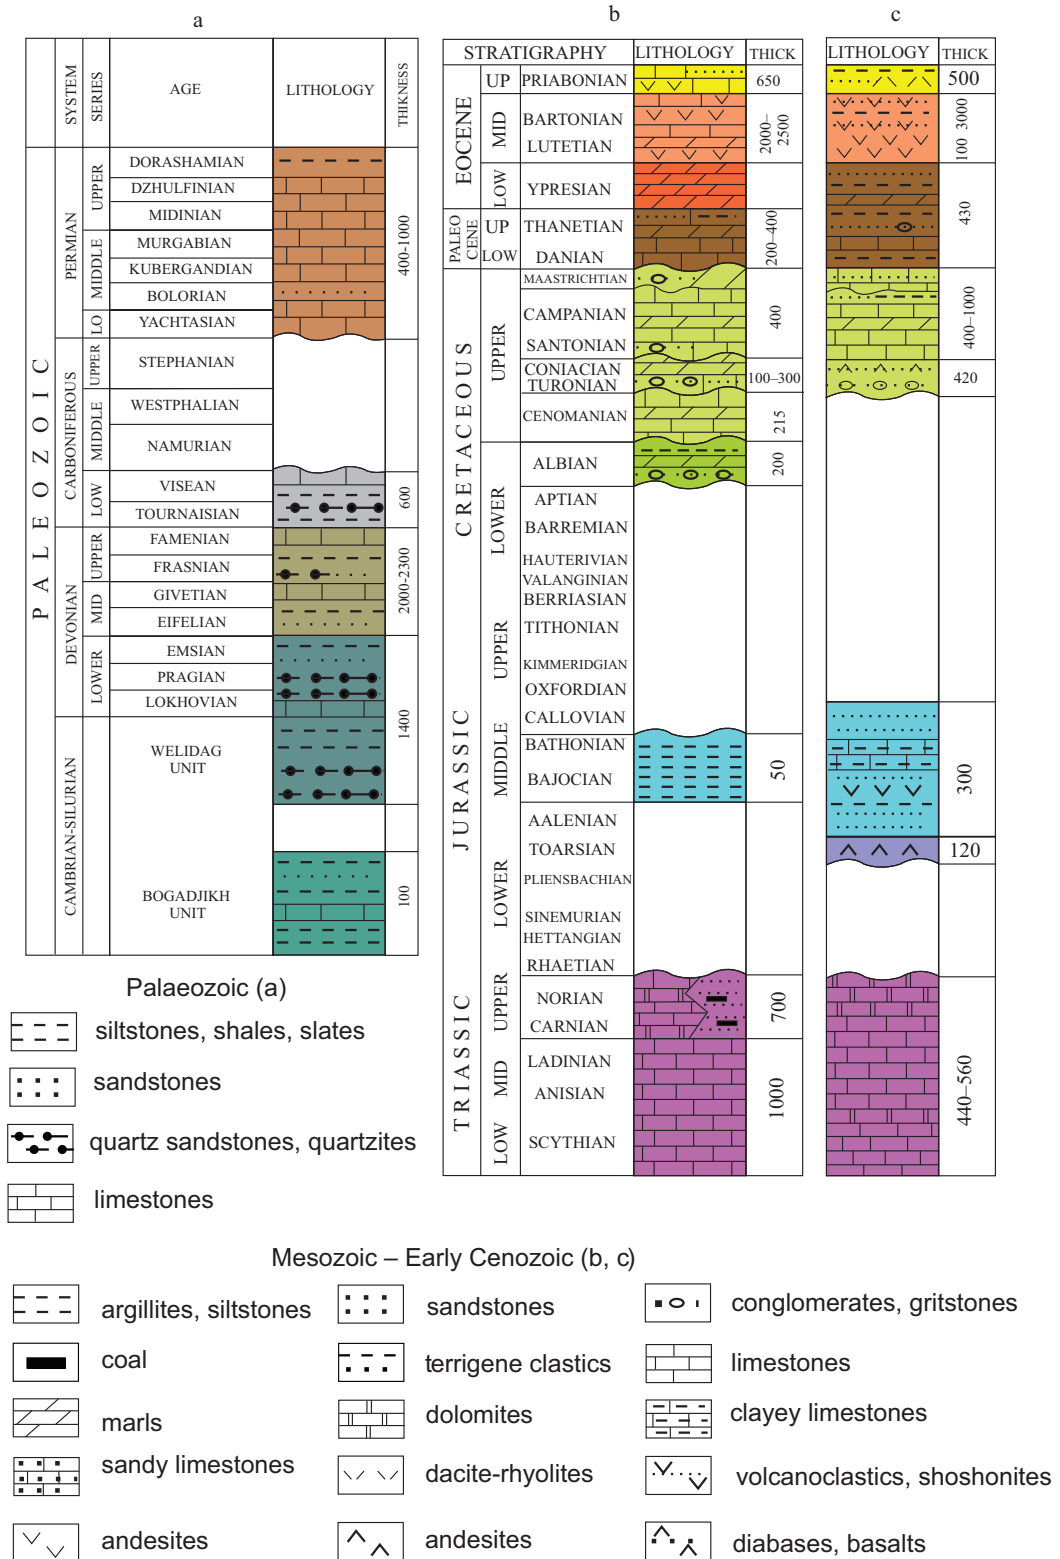 a
SYSTEM
SERIES
AGE
LITHOLOGY
THIKNESS
PALEOZOIC
PERMIAN
UPPER
DORASHAMIAN
DZHULFINIAN
MIDINIAN
MIDDLE
MURGABIAN
KUBERGANDIAN
BOLORIAN
LO
YACHTASIAN
400-1000
CARBONIFEROUS
UPPER
STEPHANIAN
MIDDLE
WESTPHALIAN
NAMURIAN
LOW
VISEAN
TOURNAISIAN
600
DEVONIAN
UPPER
FAMENIAN
FRASNIAN
MID
GIVETIAN
EIFELIAN
2000-2300
LOWER
EMSIAN
PRAGIAN
LOKHOVIAN
1400
CAMBRIAN-SILURIAN
WELIDAG
UNIT
BOGADJIKH
UNIT
100
b
STRATIGRAPHY
LITHOLOGY
THICK
EOCENE
UP
PRIABONIAN
650
MID
BARTONIAN
LUTETIAN
2000–
2500
LOW
YPRESIAN
PALEO
CENE
UP
THANETIAN
LOW
DANIAN
200–400
CRETACEOUS
UPPER
MAASTRICHTIAN
CAMPANIAN
SANTONIAN
400
CONIACIAN
TURONIAN
100–300
CENOMANIAN
215
LOWER
ALBIAN
200
APTIAN
BARREMIAN
HAUTERIVIAN
VALANGINIAN
BERRIASIAN
JURASSIC
UPPER
TITHONIAN
KIMMERIDGIAN
OXFORDIAN
MIDDLE
CALLOVIAN
BATHONIAN
BAJOCIAN
50
AALENIAN
LOWER
TOARSIAN
PLIENSBACHIAN
SINEMURIAN
HETTANGIAN
TRIASSIC
UPPER
RHAETIAN
NORIAN
CARNIAN
700
MID
LADINIAN
ANISIAN
LOW
SCYTHIAN
1000
c
LITHOLOGY
THICK
500
100 3000
430
400–1000
420
300
120
440–560
Palaeozoic (a)
siltstones, shales, slates
sandstones
quartz sandstones, quartzites
limestones
Mesozoic – Early Cenozoic (b, c)
argillites, siltstones
sandstones
conglomerates, gritstones
coal
terrigene clastics
limestones
marls
dolomites
clayey limestones
sandy limestones
dacite-rhyolites
volcanoclastics, shoshonites
andesites
andesites
diabases, basalts